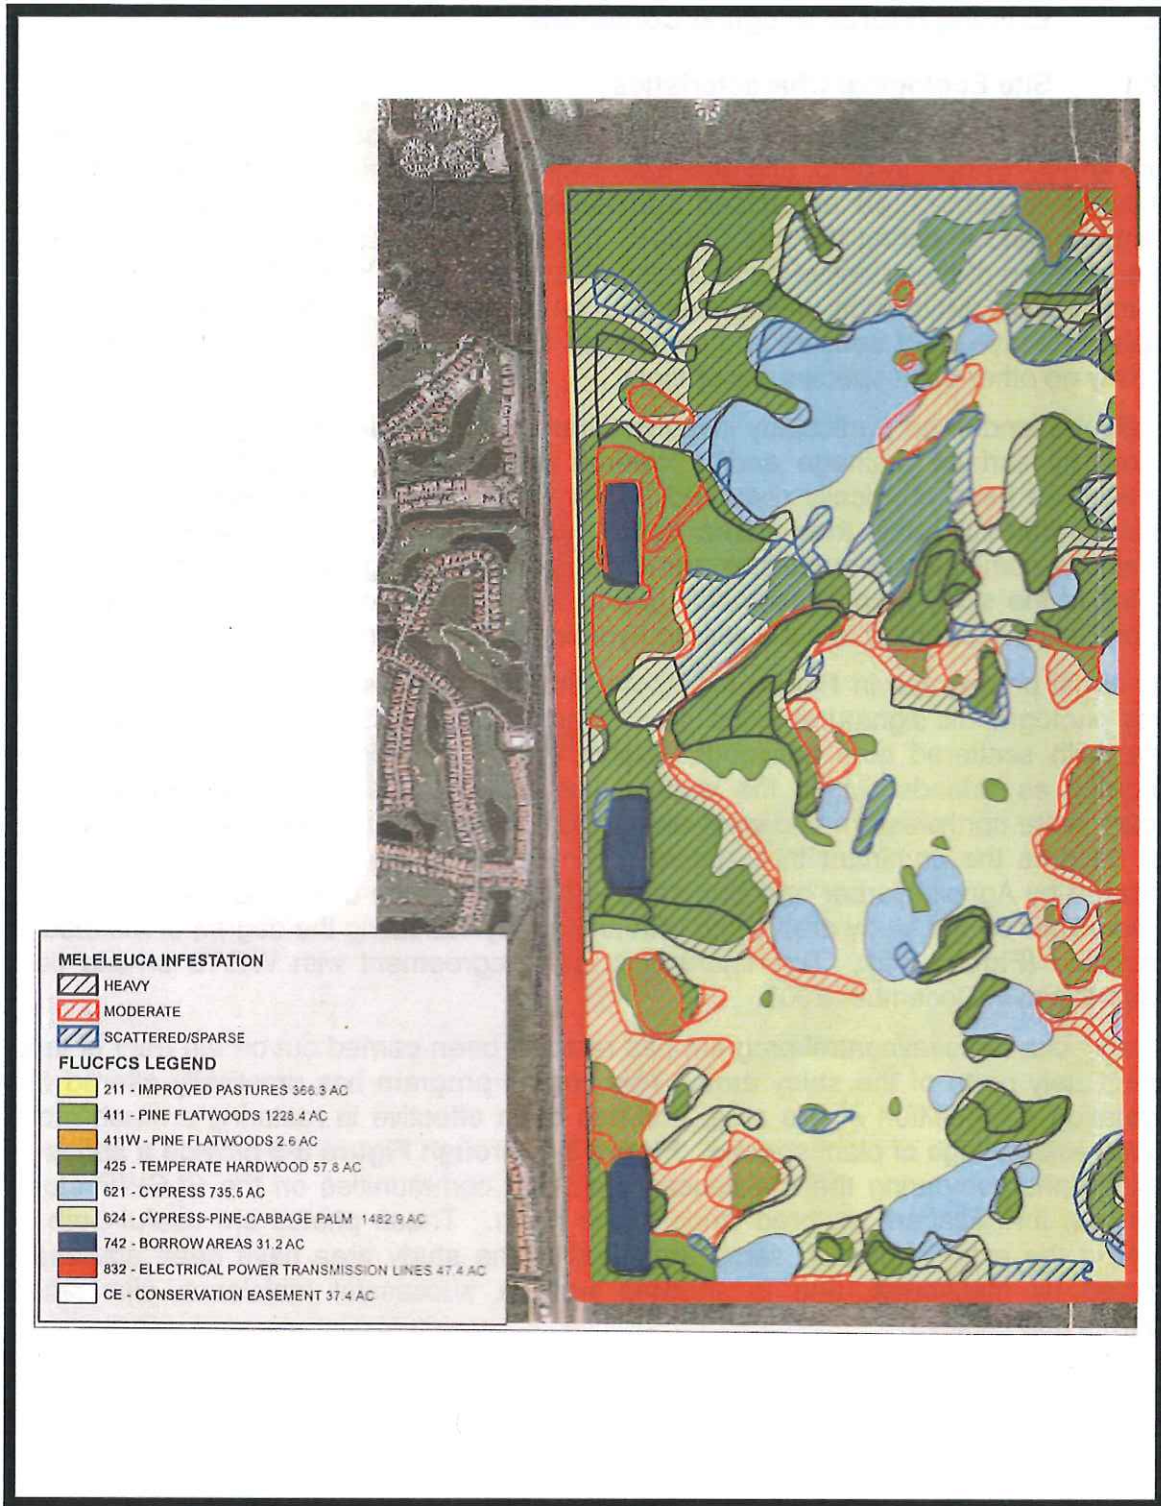 MELELEUCA INFESTATION
HEAVY
MODERATE
SCATTERED/SPARSE
FLUCFCS LEGEND
211 - IMPROVED PASTURES 366.3 AC
411 - PINE FLATWOODS 1228.4 AC
411W - PINE FLATWOODS 2.6 AC
425 - TEMPERATE HARDWOOD 57.8 AC
621 - CYPRESS 735.5 AC
624 - CYPRESS-PINE-CABBAGE PALM 1482.9 AC
742 - BORROW AREAS 31.2 AC
832 - ELECTRICAL POWER TRANSMISSION LINES 47.4 AC
CE - CONSERVATION EASEMENT 37.4 AC